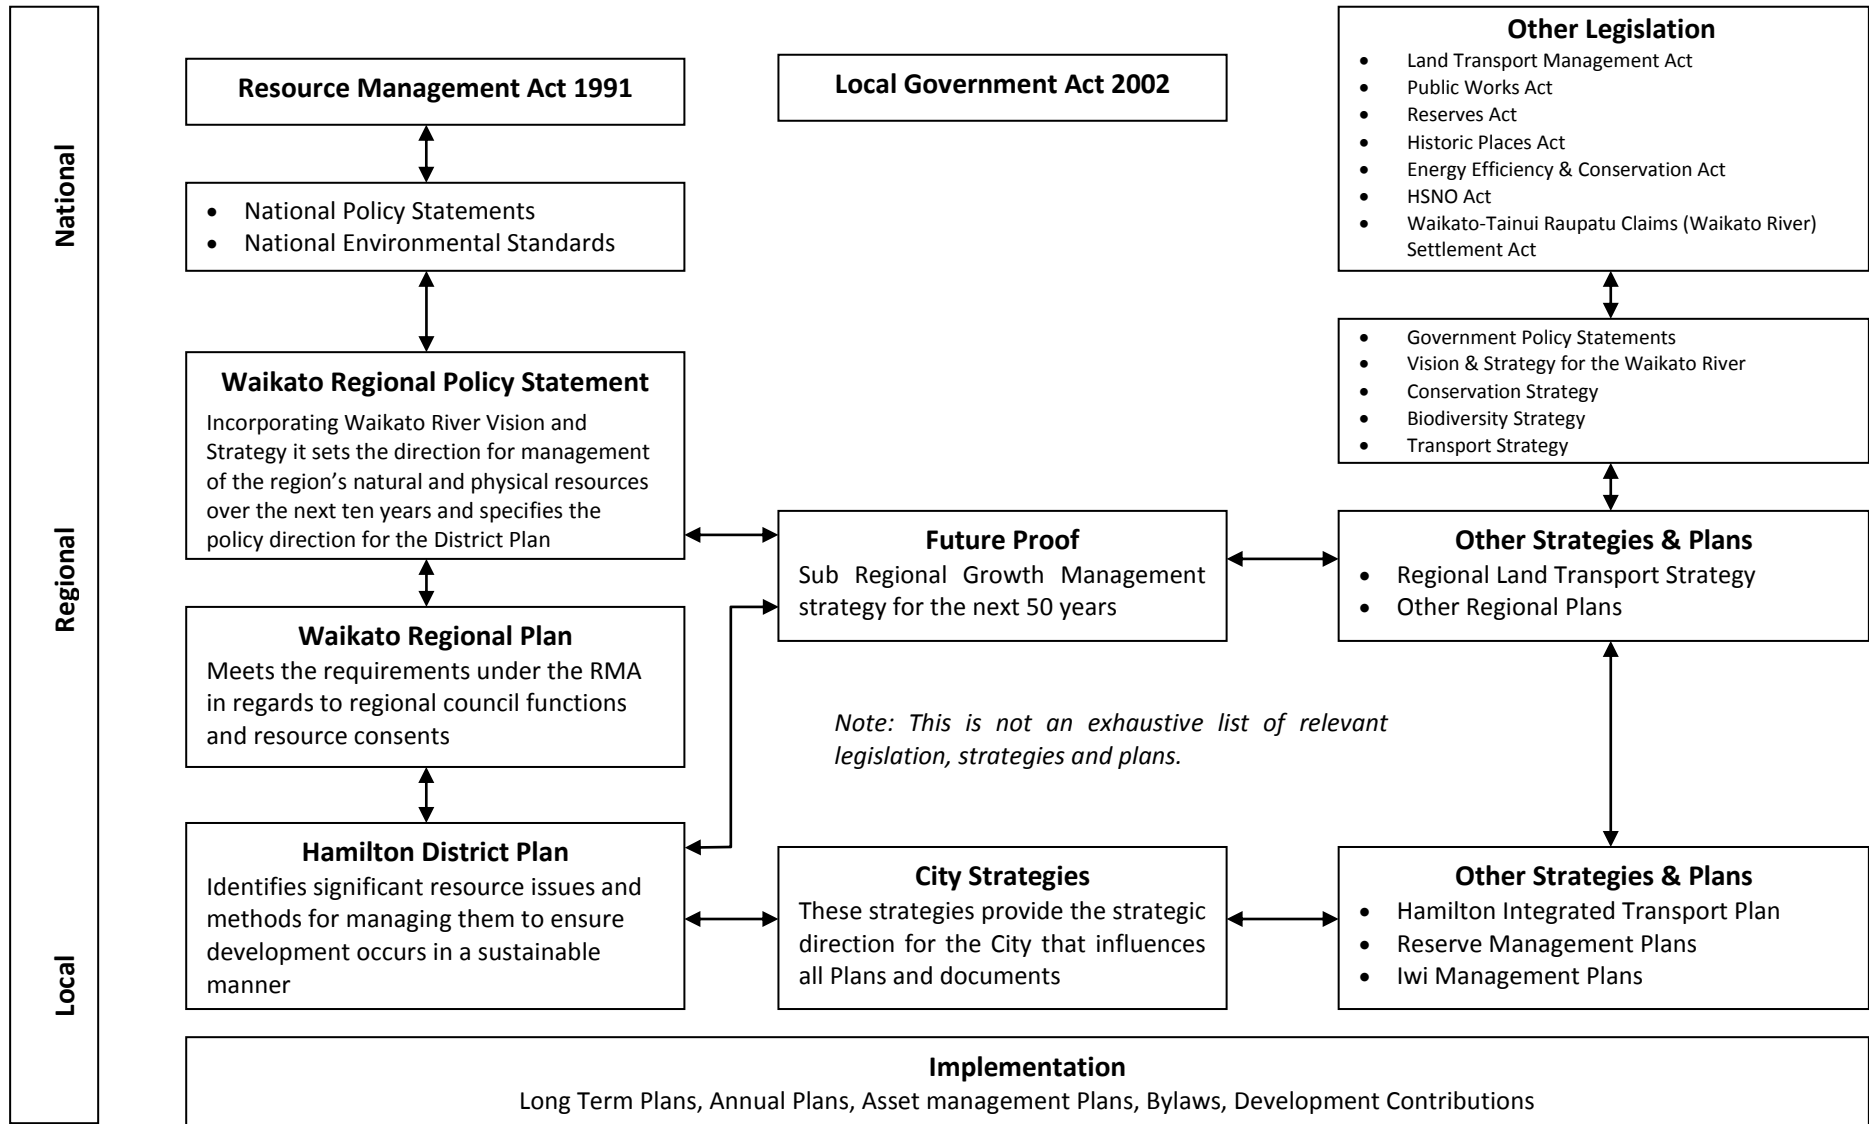 National
Regional
Local
Resource Management Act 1991
Local Government Act 2002
Other Legislation
• Land Transport Management Act
• Public Works Act
• Reserves Act
• Historic Places Act
• Energy Efficiency & Conservation Act
• HSNO Act
• Waikato-Tainui Raupatu Claims (Waikato River)
Settlement Act
• National Policy Statements
• National Environmental Standards
• Government Policy Statements
• Vision & Strategy for the Waikato River
• Conservation Strategy
• Biodiversity Strategy
• Transport Strategy
Waikato Regional Policy Statement
Incorporating Waikato River Vision and
Strategy it sets the direction for management
of the region’s natural and physical resources
over the next ten years and specifies the
policy direction for the District Plan
Future Proof
Sub Regional Growth Management
strategy for the next 50 years
Other Strategies & Plans
• Regional Land Transport Strategy
• Other Regional Plans
Waikato Regional Plan
Meets the requirements under the RMA
in regards to regional council functions
and resource consents
Note: This is not an exhaustive list of relevant
legislation, strategies and plans.
Hamilton District Plan
Identifies significant resource issues and
methods for managing them to ensure
development occurs in a sustainable
manner
City Strategies
These strategies provide the strategic
direction for the City that influences
all Plans and documents
Other Strategies & Plans
• Hamilton Integrated Transport Plan
• Reserve Management Plans
• Iwi Management Plans
Implementation
Long Term Plans, Annual Plans, Asset management Plans, Bylaws, Development Contributions